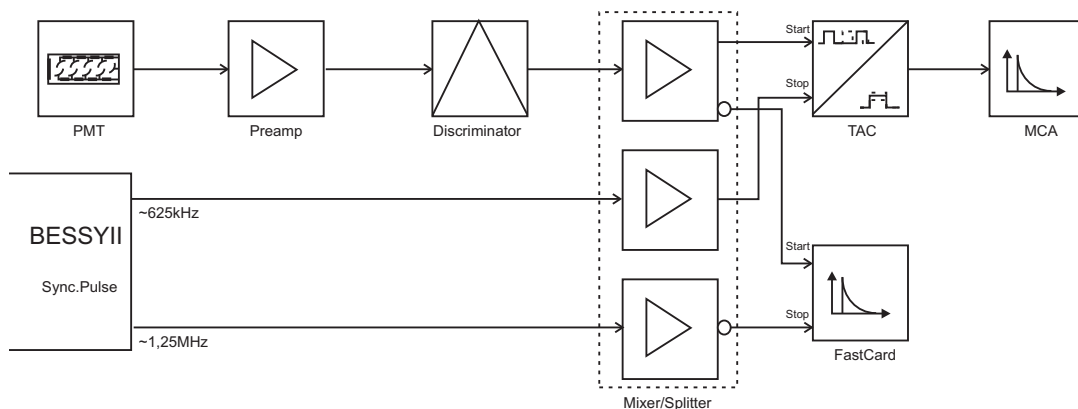 Start
Stop
PMT
Preamp
Discriminator
TAC
MCA
~625kHz
BESSYII
Sync.Pulse
Start
Stop
~1,25MHz
FastCard
Mixer/Splitter